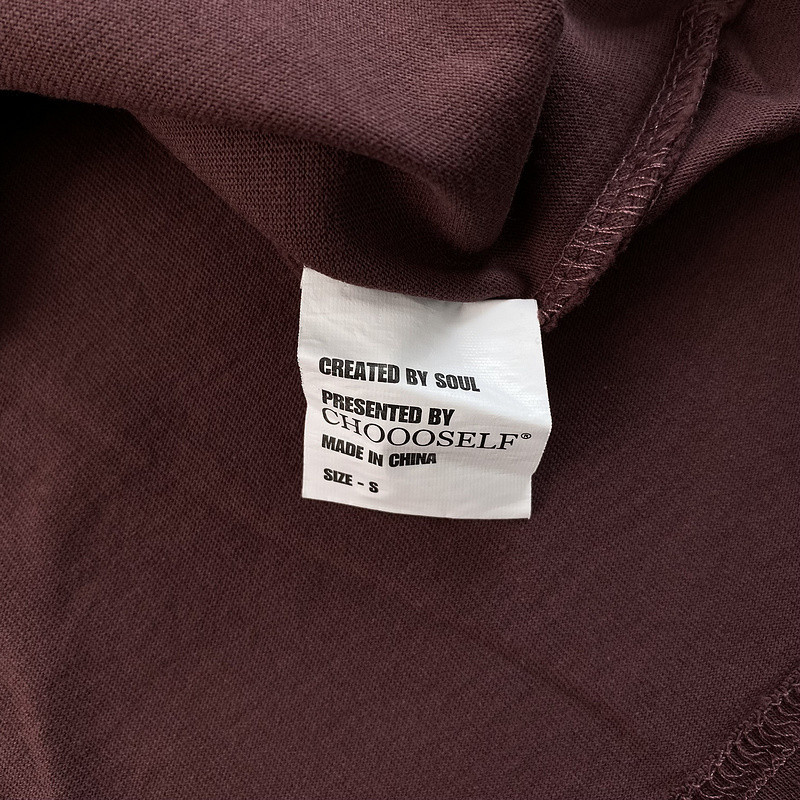 CREATED BY SOUL
PRESENTED BY
CHOOOSELF®
MADE IN CHINA
SIZE - S